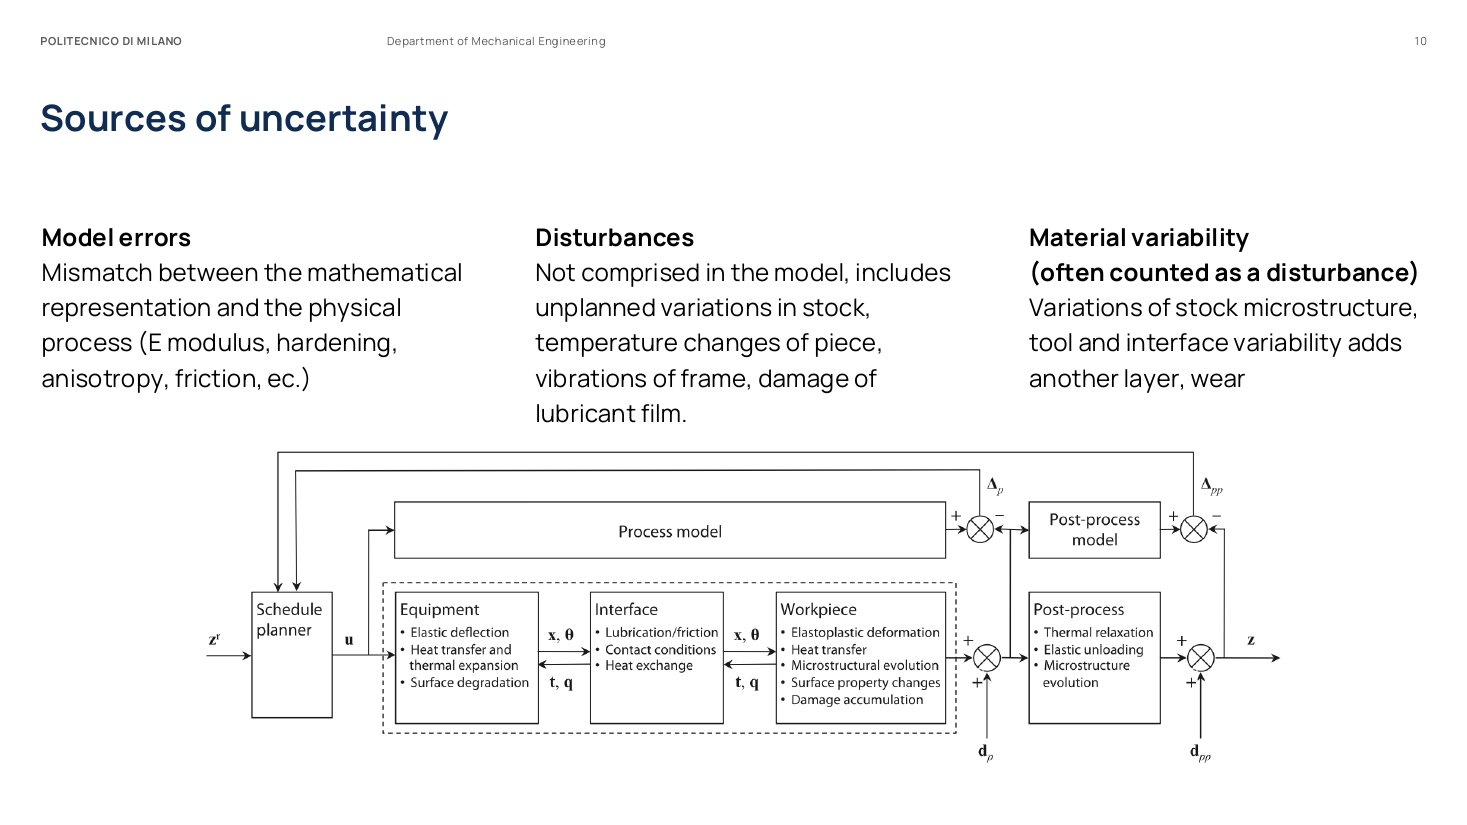 POLITECNICO DI MILANO
Department of Mechanical Engineering
10
Sources of uncertainty
Model errors
Mismatch between the mathematical
representation and the physical
process (E modulus, hardening,
anisotropy, friction, ec.)
Disturbances
Not comprised in the model, includes
unplanned variations in stock,
temperature changes of piece,
vibrations of frame, damage of
lubricant film.
Material variability
(often counted as a disturbance)
Variations of stock microstructure,
tool and interface variability adds
another layer, wear
Δp
Δpp
+
−
+
−
Process model
Post-process
model
Schedule
planner
zʳ
u
Equipment
• Elastic deflection
• Heat transfer and
thermal expansion
• Surface degradation
x, θ
t, q
Interface
• Lubrication/friction
• Contact conditions
• Heat exchange
x, θ
t, q
Workpiece
• Elastoplastic deformation
• Heat transfer
• Microstructural evolution
• Surface property changes
• Damage accumulation
+
+
dp
Post-process
• Thermal relaxation
• Elastic unloading
• Microstructure
evolution
+
+
dpp
z